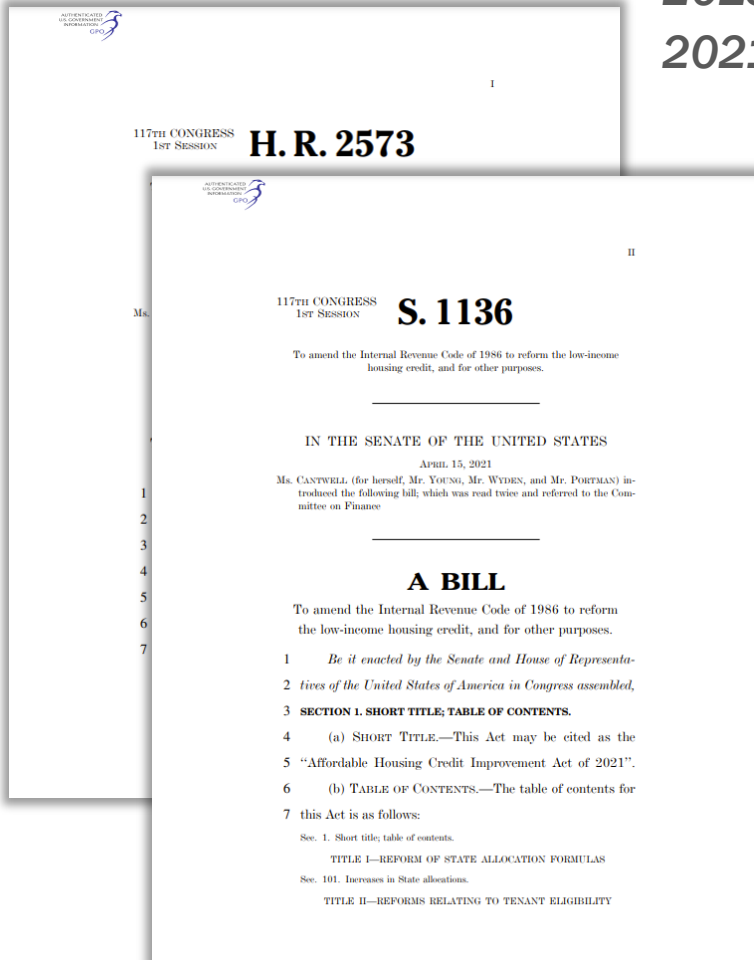 2021
AUTHENTICATED
U.S. GOVERNMENT
INFORMATION
GPO
I
117TH CONGRESS
1ST SESSION
H. R. 2573
Ms.
1
2
3
4
5
6
7
AUTHENTICATED
U.S. GOVERNMENT
INFORMATION
GPO
II
117TH CONGRESS
1ST SESSION
S. 1136
To amend the Internal Revenue Code of 1986 to reform the low-income
housing credit, and for other purposes.
IN THE SENATE OF THE UNITED STATES
APRIL 15, 2021
Ms. CANTWELL (for herself, Mr. YOUNG, Mr. WYDEN, and Mr. PORTMAN) in-
troduced the following bill; which was read twice and referred to the Com-
mittee on Finance
A BILL
To amend the Internal Revenue Code of 1986 to reform
the low-income housing credit, and for other purposes.
1 Be it enacted by the Senate and House of Representa-
2 tives of the United States of America in Congress assembled,
3 SECTION 1. SHORT TITLE; TABLE OF CONTENTS.
4 (a) SHORT TITLE.—This Act may be cited as the
5 “Affordable Housing Credit Improvement Act of 2021”.
6 (b) TABLE OF CONTENTS.—The table of contents for
7 this Act is as follows:
Sec. 1. Short title; table of contents.
TITLE I—REFORM OF STATE ALLOCATION FORMULAS
Sec. 101. Increases in State allocations.
TITLE II—REFORMS RELATING TO TENANT ELIGIBILITY